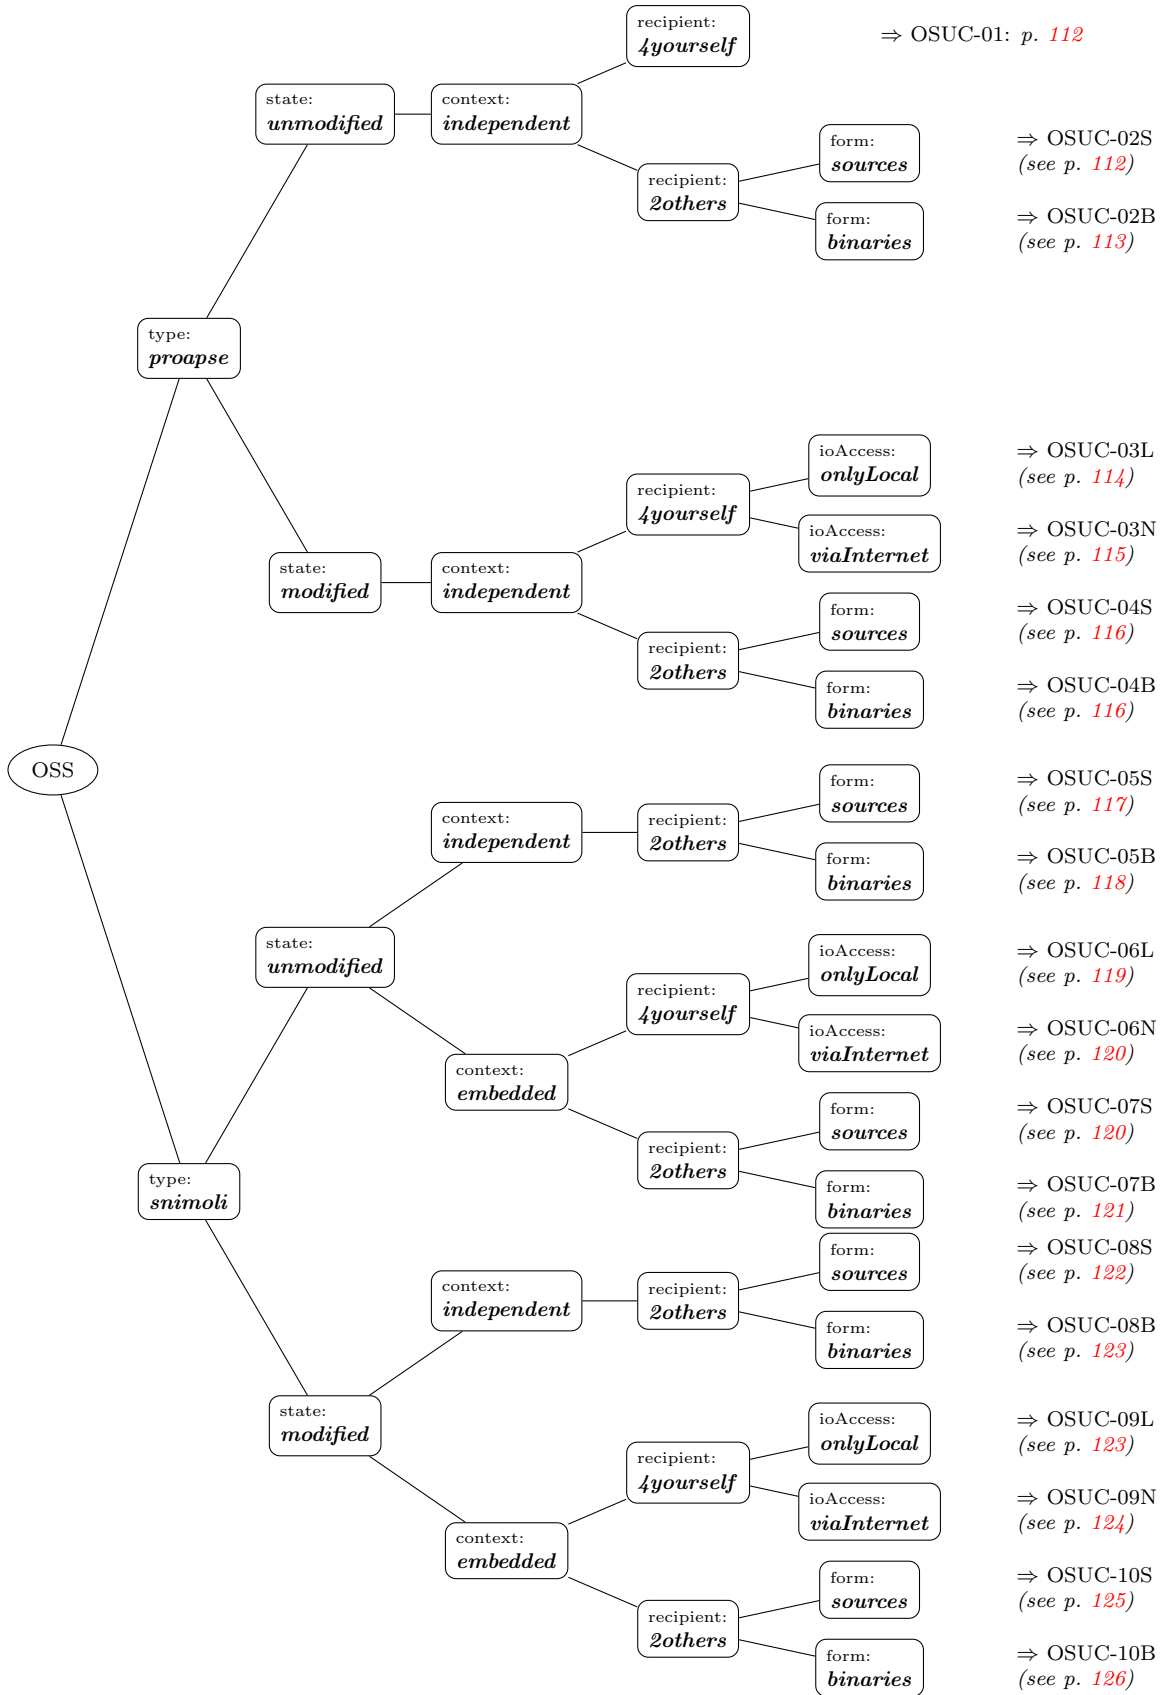 recipient:
4yourself
⇒ OSUC-01: p. 112
state:
unmodified
context:
independent
form:
sources
⇒ OSUC-02S
(see p. 112)
recipient:
2others
form:
binaries
⇒ OSUC-02B
(see p. 113)
type:
proapse
ioAccess:
onlyLocal
⇒ OSUC-03L
(see p. 114)
recipient:
4yourself
ioAccess:
viaInternet
⇒ OSUC-03N
(see p. 115)
state:
modified
context:
independent
form:
sources
⇒ OSUC-04S
(see p. 116)
recipient:
2others
form:
binaries
⇒ OSUC-04B
(see p. 116)
OSS
form:
sources
⇒ OSUC-05S
(see p. 117)
context:
independent
recipient:
2others
form:
binaries
⇒ OSUC-05B
(see p. 118)
state:
unmodified
ioAccess:
onlyLocal
⇒ OSUC-06L
(see p. 119)
recipient:
4yourself
ioAccess:
viaInternet
⇒ OSUC-06N
(see p. 120)
context:
embedded
form:
sources
⇒ OSUC-07S
(see p. 120)
recipient:
2others
form:
binaries
⇒ OSUC-07B
(see p. 121)
type:
snimoli
form:
sources
⇒ OSUC-08S
(see p. 122)
context:
independent
recipient:
2others
form:
binaries
⇒ OSUC-08B
(see p. 123)
state:
modified
ioAccess:
onlyLocal
⇒ OSUC-09L
(see p. 123)
recipient:
4yourself
ioAccess:
viaInternet
⇒ OSUC-09N
(see p. 124)
context:
embedded
form:
sources
⇒ OSUC-10S
(see p. 125)
recipient:
2others
form:
binaries
⇒ OSUC-10B
(see p. 126)